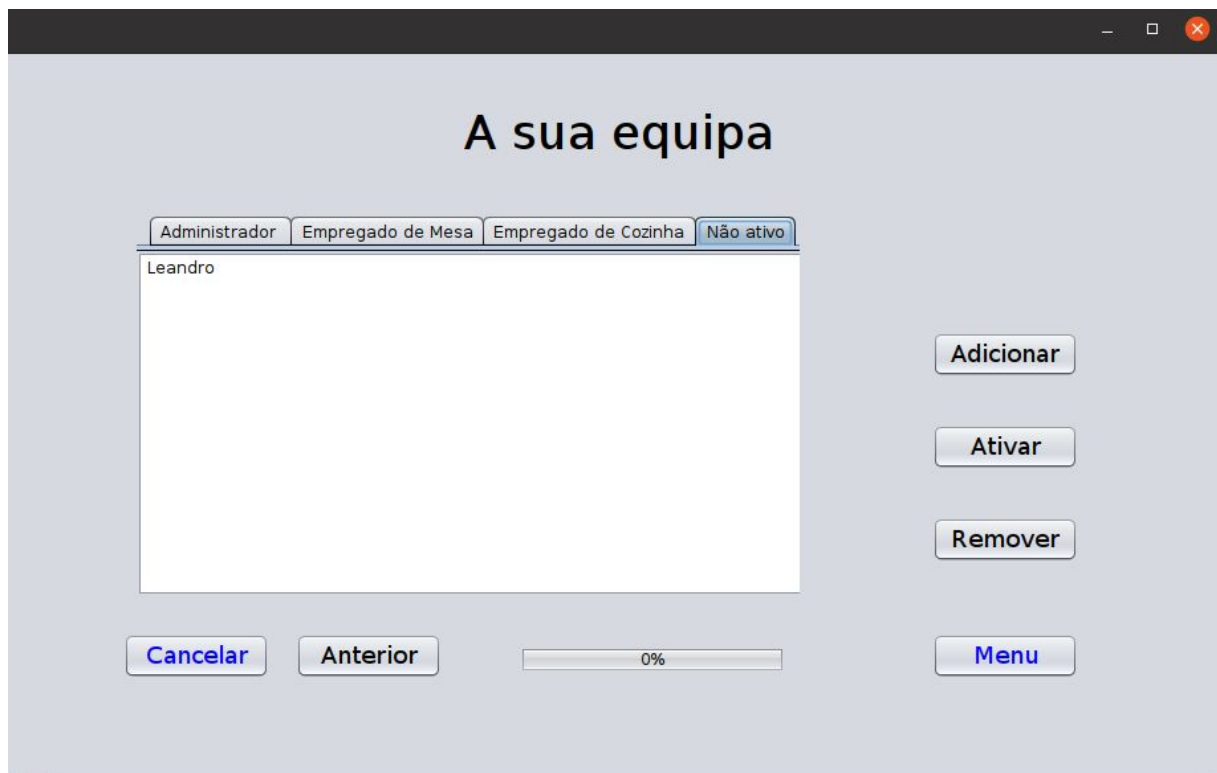 A sua equipa
Administrador Empregado de Mesa Empregado de Cozinha Não ativo
Leandro
Adicionar
Ativar
Remover
Cancelar Anterior 0% Menu